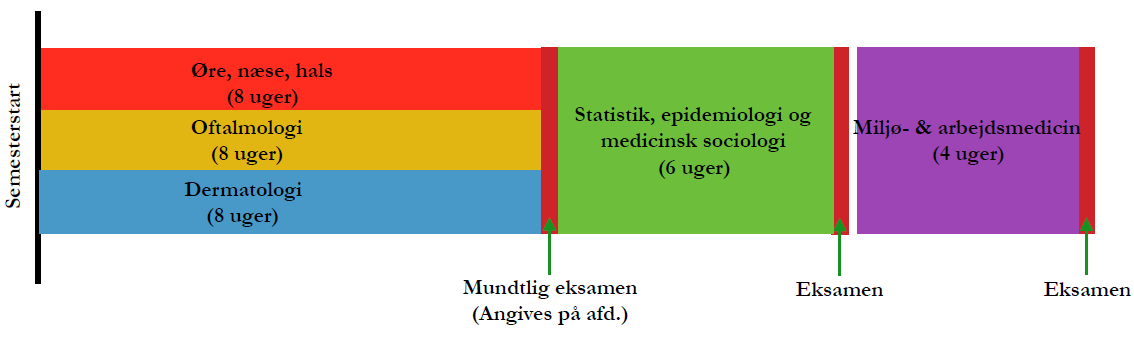 Semesterstart
Øre, næse, hals
(8 uger)
Oftalmologi
(8 uger)
Dermatologi
(8 uger)
Statistik, epidemiologi og
medicinsk sociologi
(6 uger)
Miljø- & arbejdsmedicin
(4 uger)
Mundtlig eksamen
(Angives på afd.)
Eksamen
Eksamen